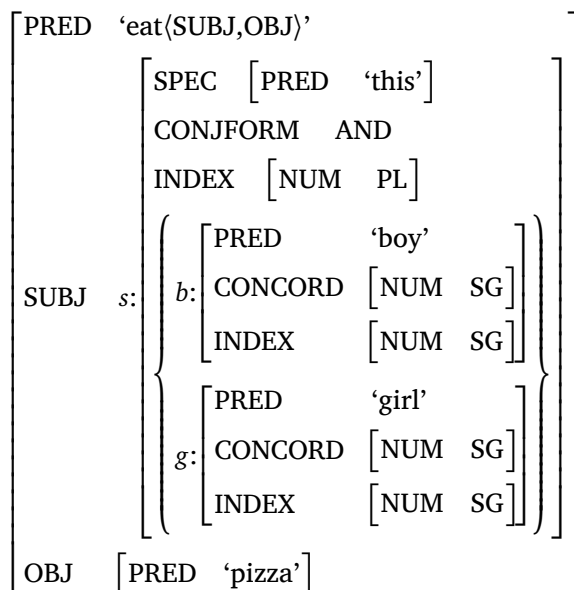 PRED ‘eat⟨SUBJ,OBJ⟩’
SPEC [PRED ‘this’]
CONJFORM AND
INDEX [NUM PL]
PRED ‘boy’
SUBJ s: b: CONCORD [NUM SG]
INDEX [NUM SG]
PRED ‘girl’
g: CONCORD [NUM SG]
INDEX [NUM SG]
OBJ [PRED ‘pizza’]